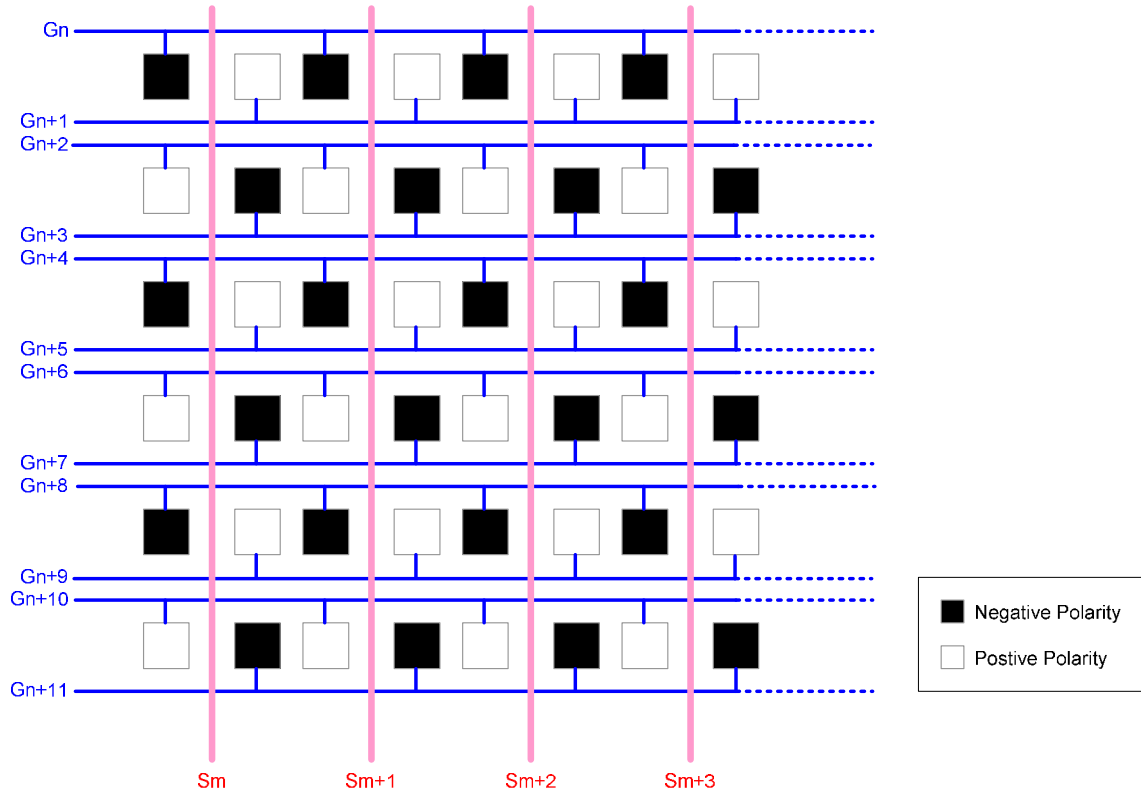 Gn
Gn+1
Gn+2
Gn+3
Gn+4
Gn+5
Gn+6
Gn+7
Gn+8
Gn+9
Gn+10
Gn+11
Negative Polarity
Postive Polarity
Sm
Sm+1
Sm+2
Sm+3